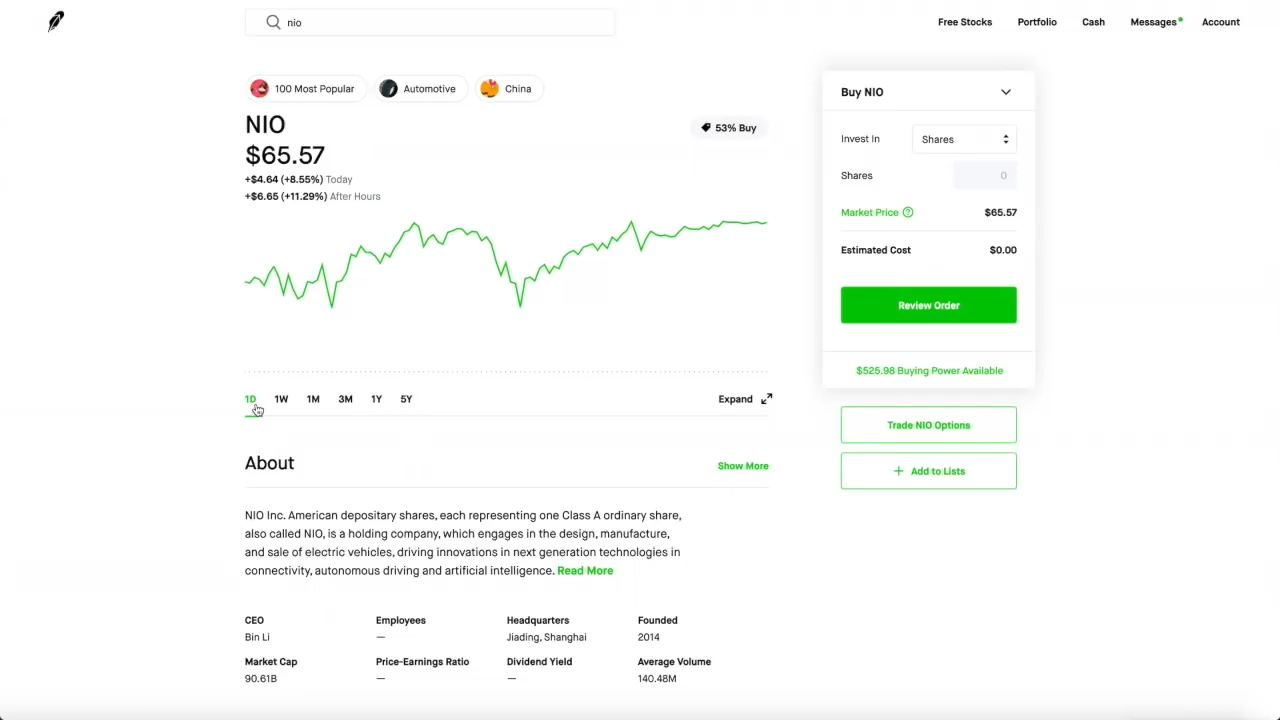 nio
Free Stocks Portfolio Cash Messages Account
100 Most Popular Automotive China
NIO
53% Buy
$65.57
+$4.64 (+8.55%) Today
+$6.65 (+11.29%) After Hours
1D 1W 1M 3M 1Y 5Y Expand
Buy NIO
Invest In Shares
Shares 0
Market Price ? $65.57
Estimated Cost $0.00
Review Order
$525.98 Buying Power Available
Trade NIO Options
+ Add to Lists
About Show More
NIO Inc. American depositary shares, each representing one Class A ordinary share,
also called NIO, is a holding company, which engages in the design, manufacture,
and sale of electric vehicles, driving innovations in next generation technologies in
connectivity, autonomous driving and artificial intelligence. Read More
CEO Employees Headquarters Founded
Bin Li — Jiading, Shanghai 2014
Market Cap Price-Earnings Ratio Dividend Yield Average Volume
90.61B — — 140.48M